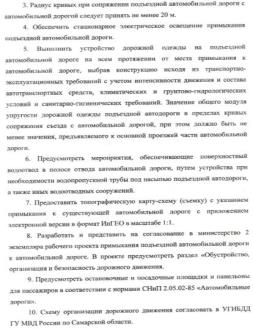 3. Радиус кривых при сопряжении подъездной автомобильной дороги с
автомобильной дорогой следует принять не менее 20 м.
4. Обеспечить стационарное электрическое освещение примыкания
подъездной автомобильной дороги.
5. Выполнить устройство дорожной одежды на подъездной
автомобильной дороге на всем протяжении от места примыкания к
автомобильной дороге, выбрав конструкцию исходя из транспортно-
эксплуатационных требований с учетом интенсивности движения и состава
автотранспортных средств, климатических и грунтово-гидрологических
условий и санитарно-гигиенических требований. Значение общего модуля
упругости дорожной одежды подъездной автодороги в пределах кривых
сопряжения съезда с автомобильной дорогой, при этом должно быть не
менее значения, предъявляемого к основной проезжей части автомобильной
дороги.
6. Предусмотреть мероприятия, обеспечивающие поверхностный
водоотвод в полосе отвода автомобильной дороги, путем устройства при
необходимости водопропускной трубы под насыпью подъездной автодороги,
а также иных водоотводных сооружений.
7. Предоставить топографическую карту-схему (съемку) с указанием
примыкания к существующей автомобильной дороге с приложением
электронной версии в формате ИнГЕО в масштабе 1:1.
8. Разработать и представить на согласование в министерство 2
экземпляра рабочего проекта примыкания подъездной автомобильной дороги
к автомобильной дороге. В проекте предусмотреть раздел «Обустройство,
организация и безопасность дорожного движения».
9. Предусмотреть остановочные и посадочные площадки и павильоны
для пассажиров в соответствии с нормами СНиП 2.05.02-85 «Автомобильные
дороги».
10. Схему организации дорожного движения согласовать в УГИБДД
ГУ МВД России по Самарской области.